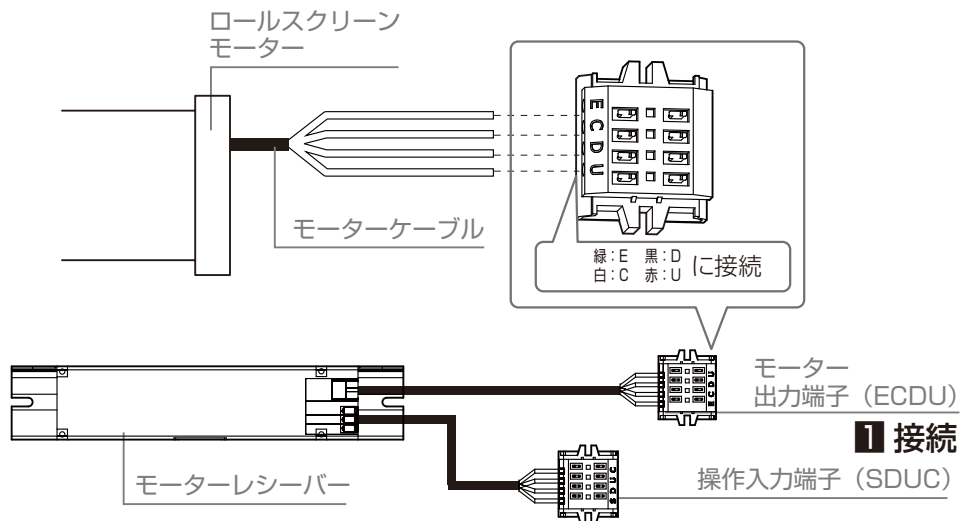 ロールスクリーン
モーター
E C D U
モーターケーブル
緑:E 黒:D
白:C 赤:U に接続
モーター
出力端子（ECDU）
E C D U
1 接続
モーターレシーバー
S D U C
操作入力端子（SDUC）